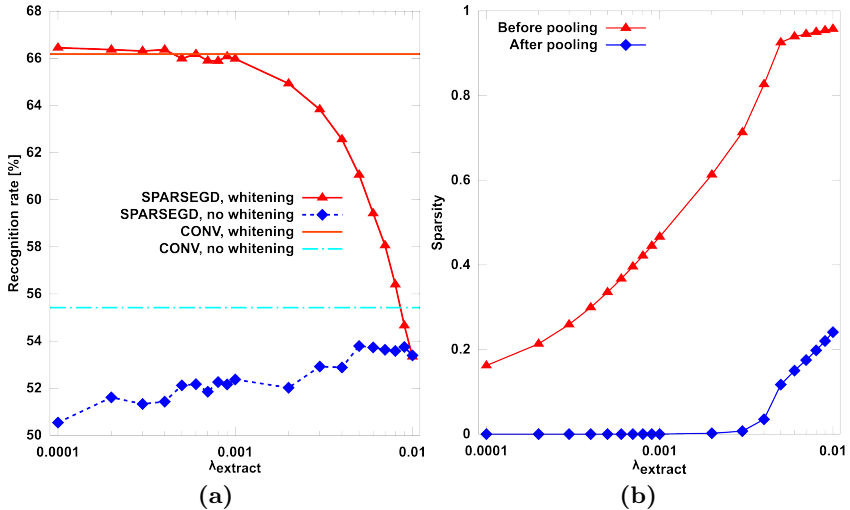 68
66
64
62
60
58
56
54
52
50
Recognition rate [%]
SPARSEGD, whitening
SPARSEGD, no whitening
CONV, whitening
CONV, no whitening
0.0001
0.001
0.01
λextract
(a)
1
0.8
0.6
0.4
0.2
0
Sparsity
Before pooling
After pooling
0.0001
0.001
0.01
λextract
(b)